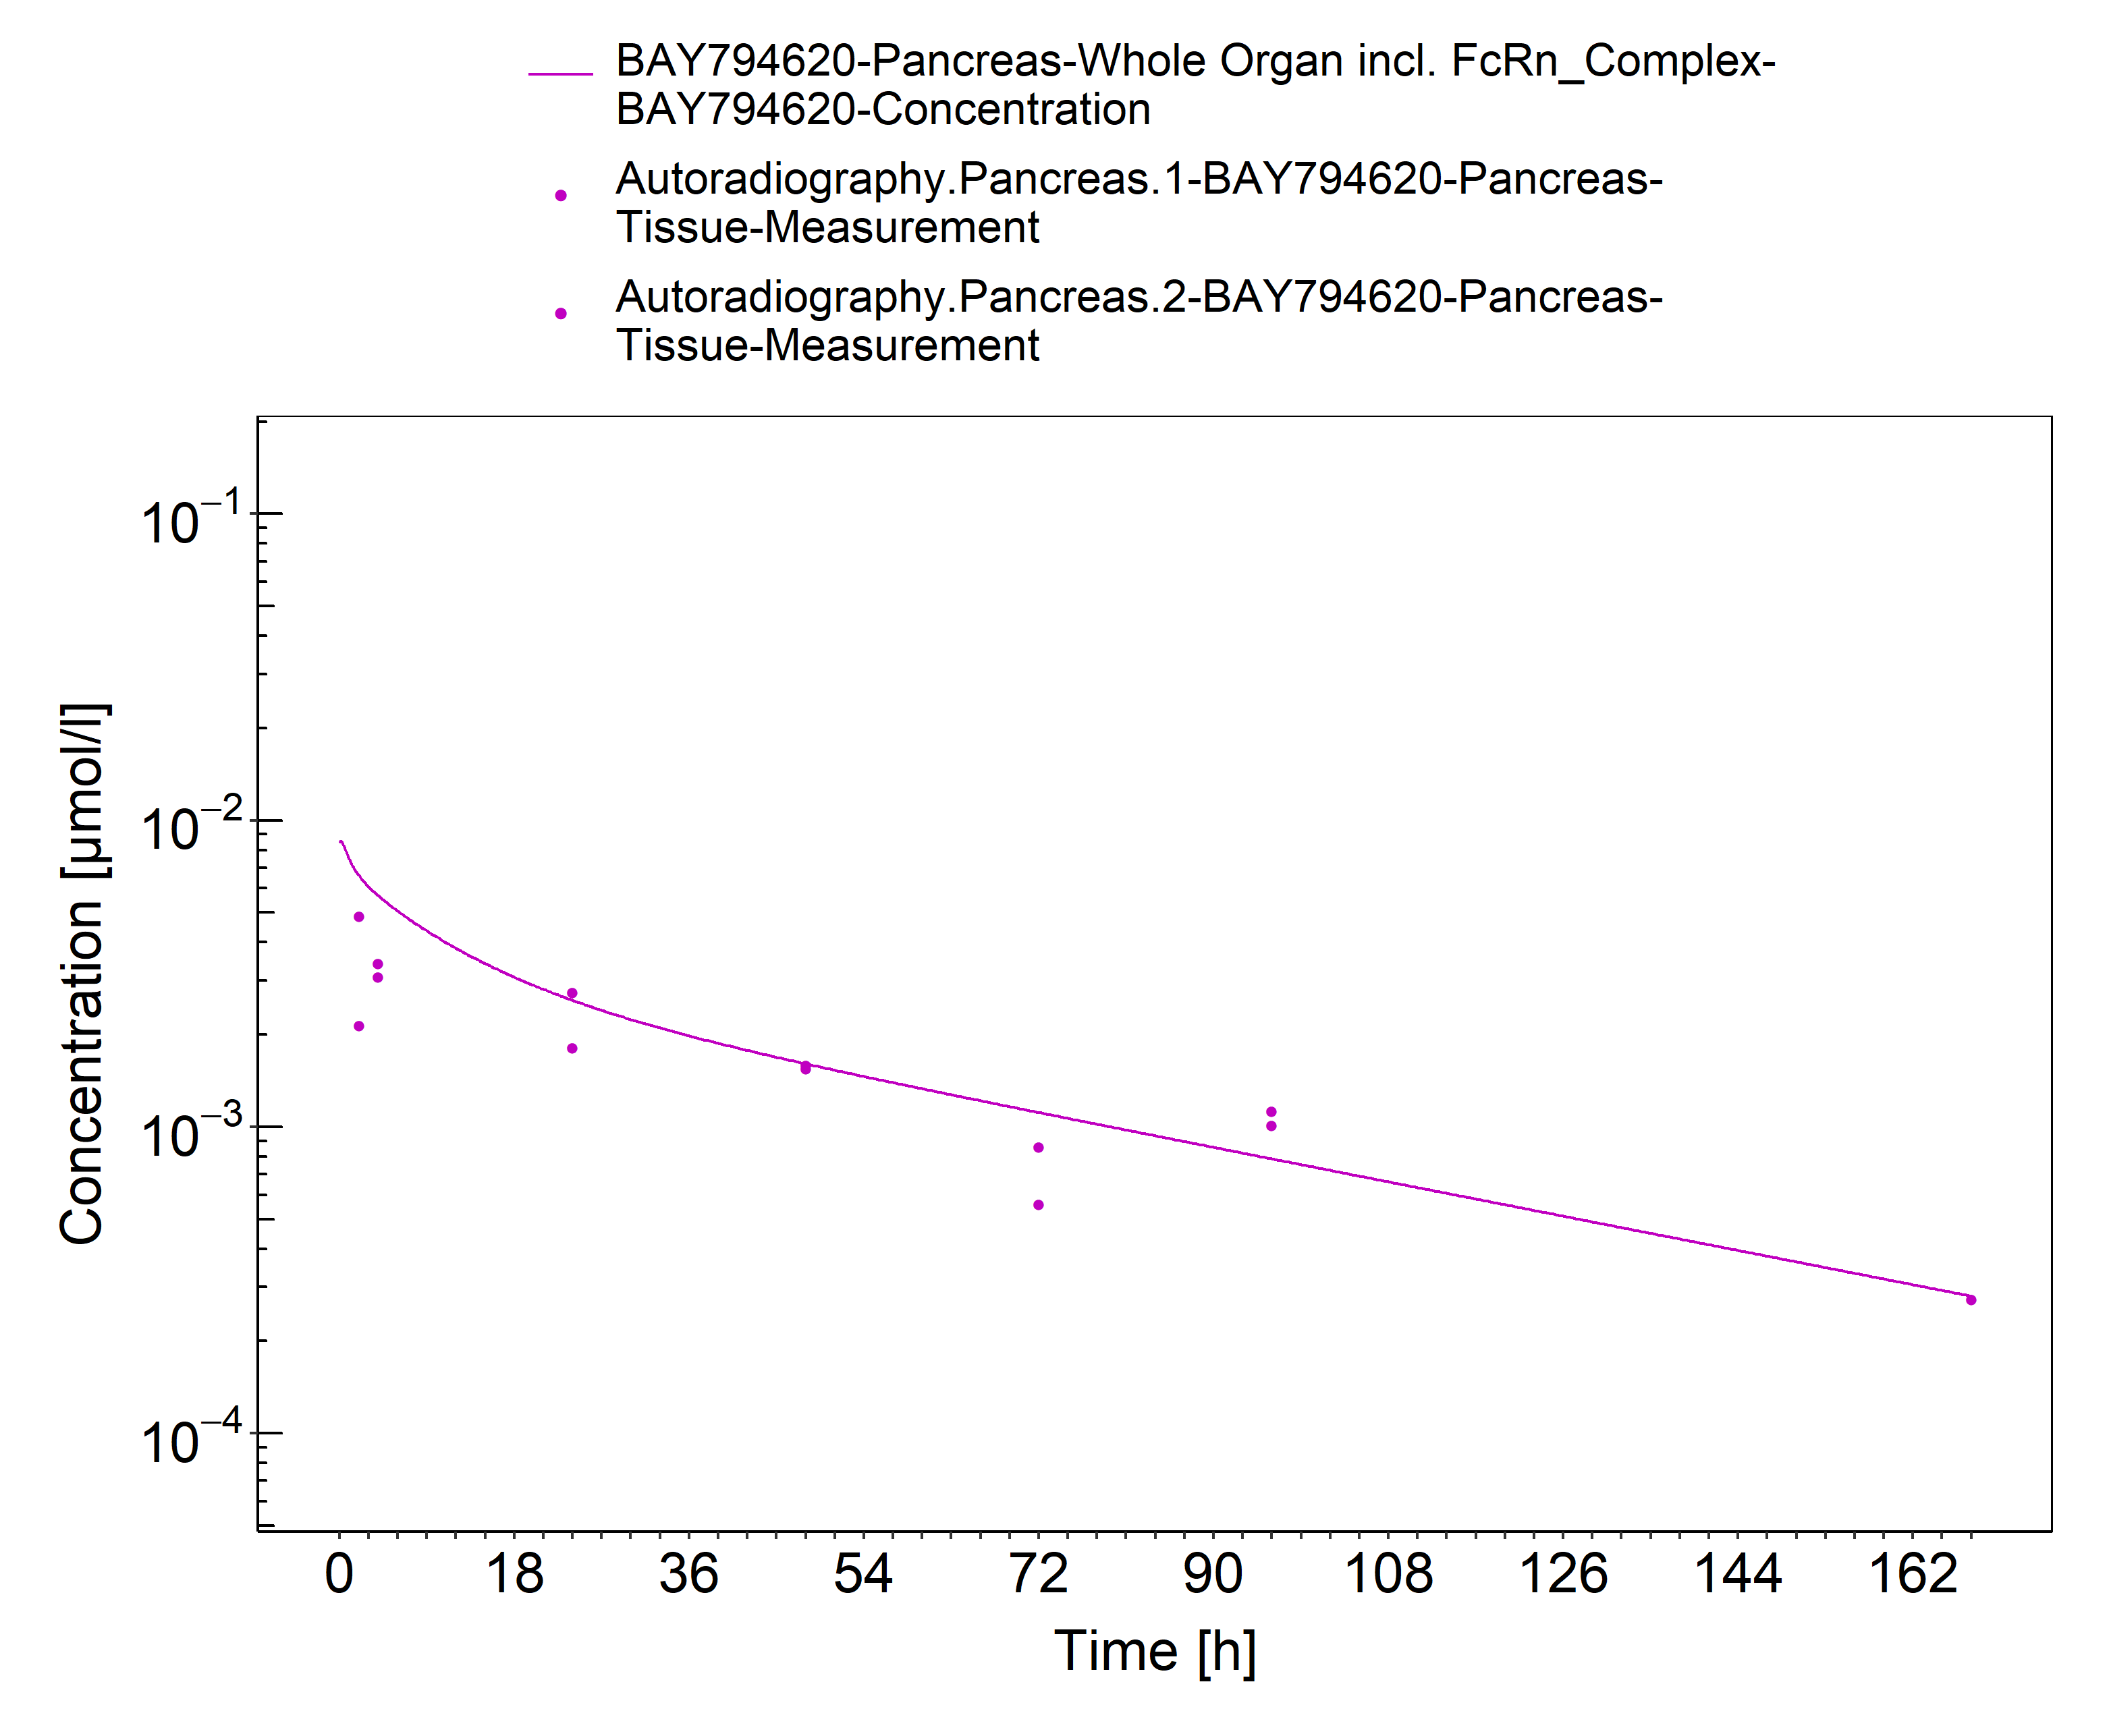 BAY794620-Pancreas-Whole Organ incl. FcRn_Complex-
BAY794620-Concentration
Autoradiography.Pancreas.1-BAY794620-Pancreas-
Tissue-Measurement
Autoradiography.Pancreas.2-BAY794620-Pancreas-
Tissue-Measurement
10⁻¹
10⁻²
10⁻³
10⁻⁴
Concentration [µmol/l]
0 18 36 54 72 90 108 126 144 162
Time [h]